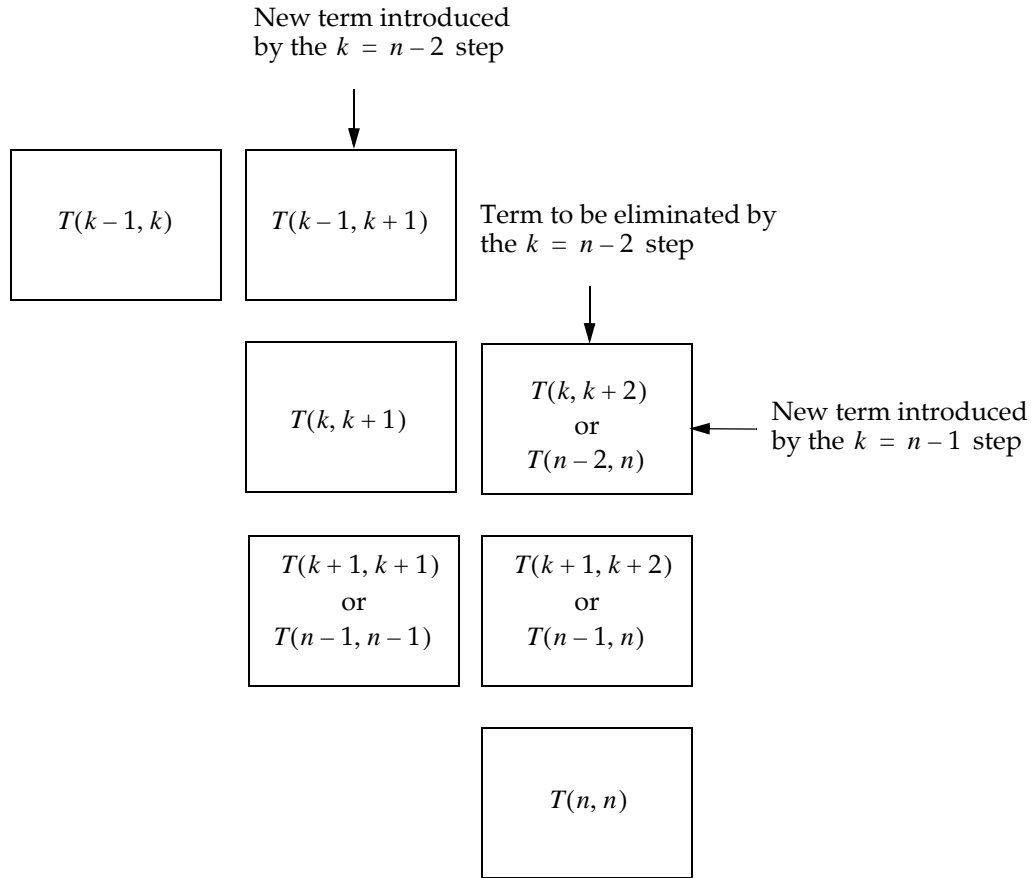 New term introduced
by the k = n – 2 step
T(k – 1, k)
T(k – 1, k + 1)
Term to be eliminated by
the k = n – 2 step
T(k, k + 1)
T(k, k + 2)
or
T(n – 2, n)
New term introduced
by the k = n – 1 step
T(k + 1, k + 1)
or
T(n – 1, n – 1)
T(k + 1, k + 2)
or
T(n – 1, n)
T(n, n)